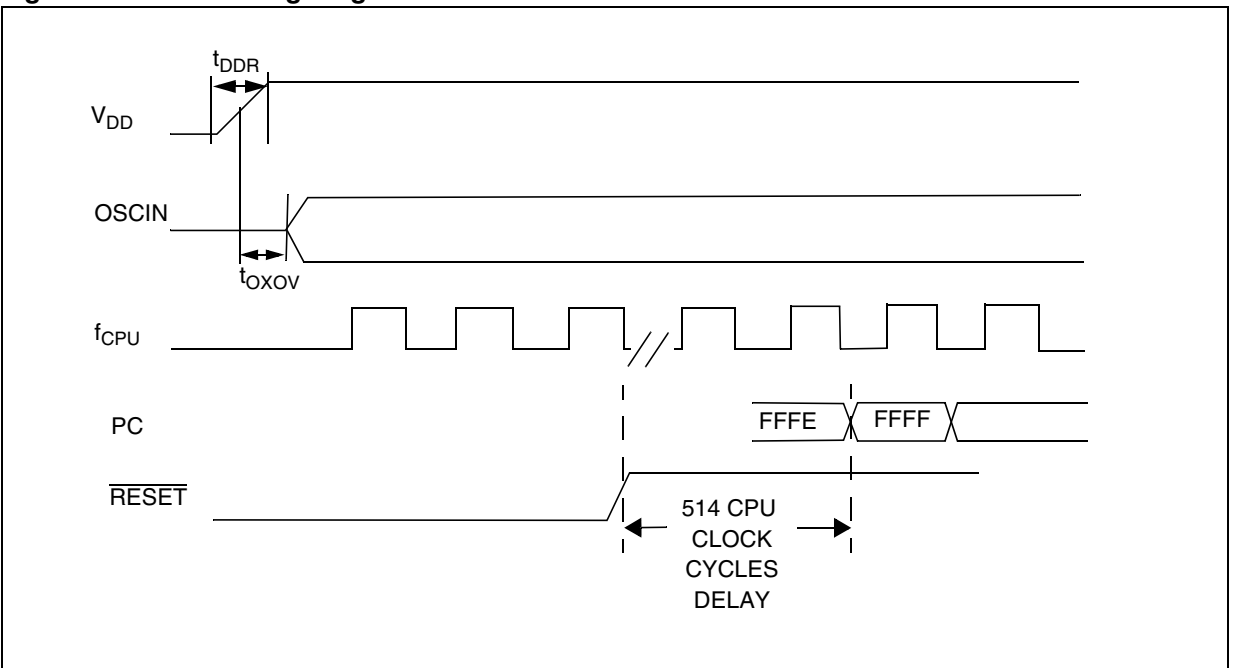 tDDR
VDD
OSCIN
tOXOV
fCPU
PC
FFFE
FFFF
RESET
514 CPU
CLOCK
CYCLES
DELAY